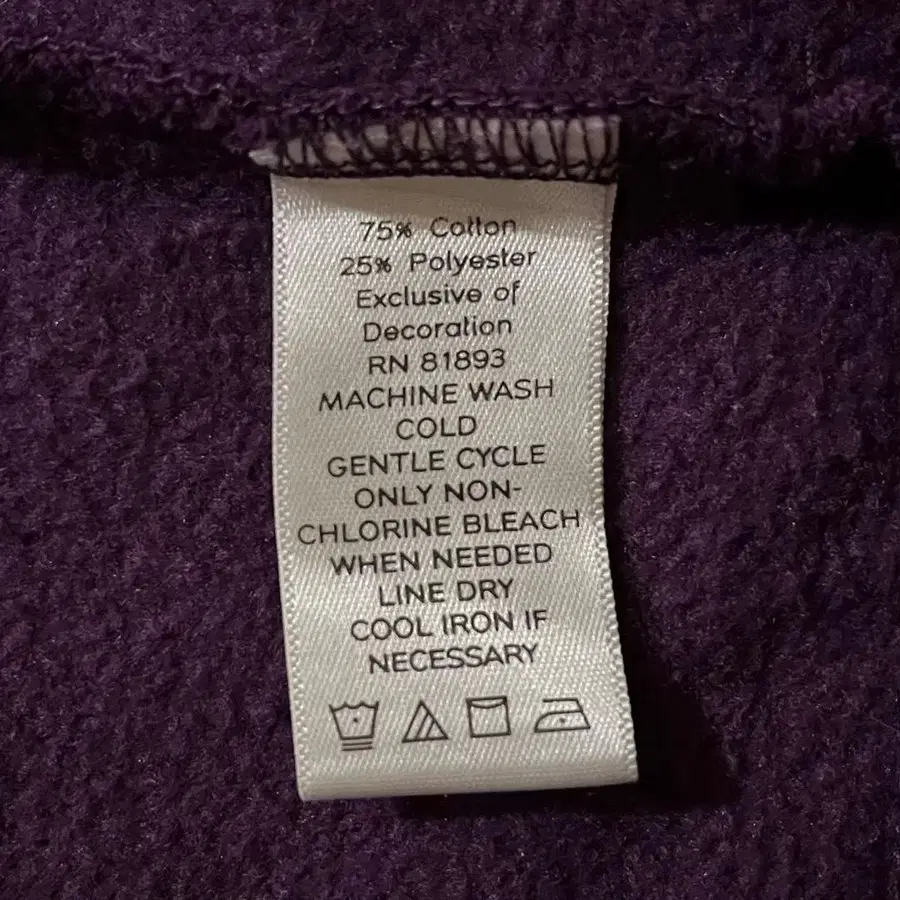 75% Cotton
25% Polyester
Exclusive of
Decoration
RN 81893
MACHINE WASH
COLD
GENTLE CYCLE
ONLY NON-
CHLORINE BLEACH
WHEN NEEDED
LINE DRY
COOL IRON IF
NECESSARY